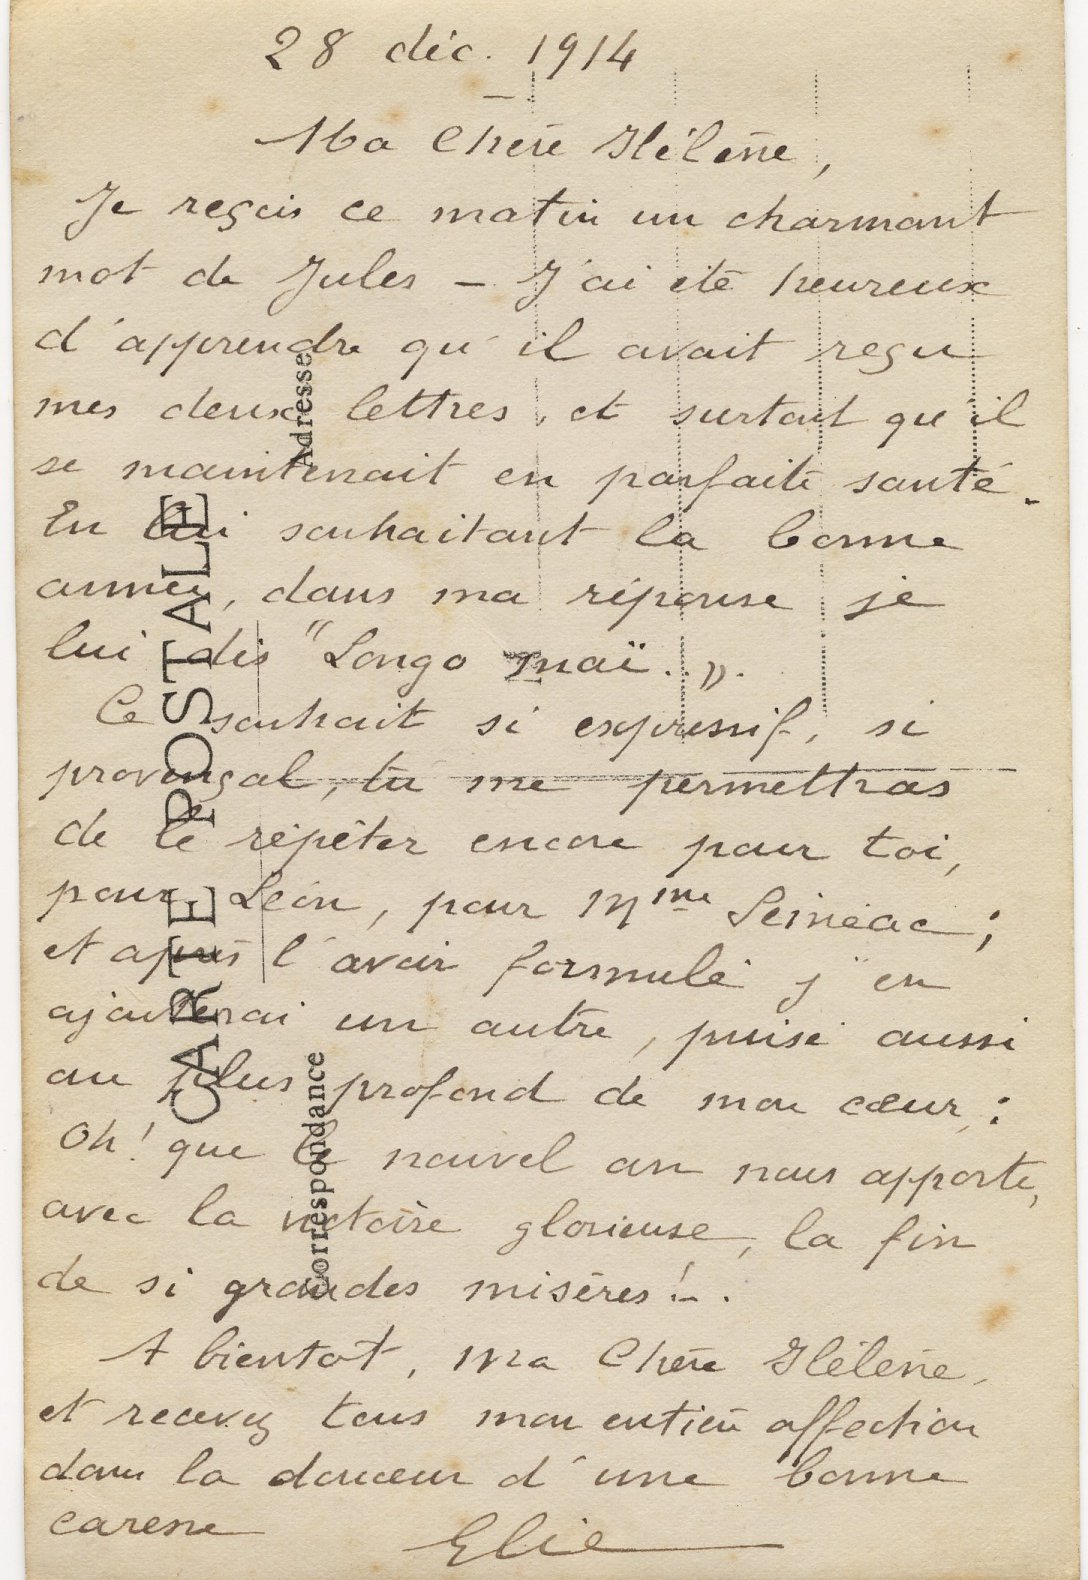 28 déc. 1914
Ma Chère Hélène,
Je reçois ce matin un charmant
mot de Jules – J'ai été heureux
d'apprendre qu'il avait reçu
mes deux lettres, et surtout qu'il
se maintenait en parfaite santé.
En lui souhaitant la bonne
année, dans ma réponse je
lui dis "Longo maï..".
Ce souhait si expressif, si
provençal, tu me permettras
de le répéter encore pour toi,
pour Léon, pour Mme
et après l'avoir formulé j'en
ajouterai un autre, puisé aussi
au plus profond de mon cœur :
Oh! que le nouvel an nous apporte,
avec la victoire glorieuse, la fin
de si grandes misères! – .
A bientot, ma Chère Hélène,
et recevez tous mon entière affection
dans la douceur d'une bonne
caresse
Elie
CARTE POSTALE
Correspondance
Adresse